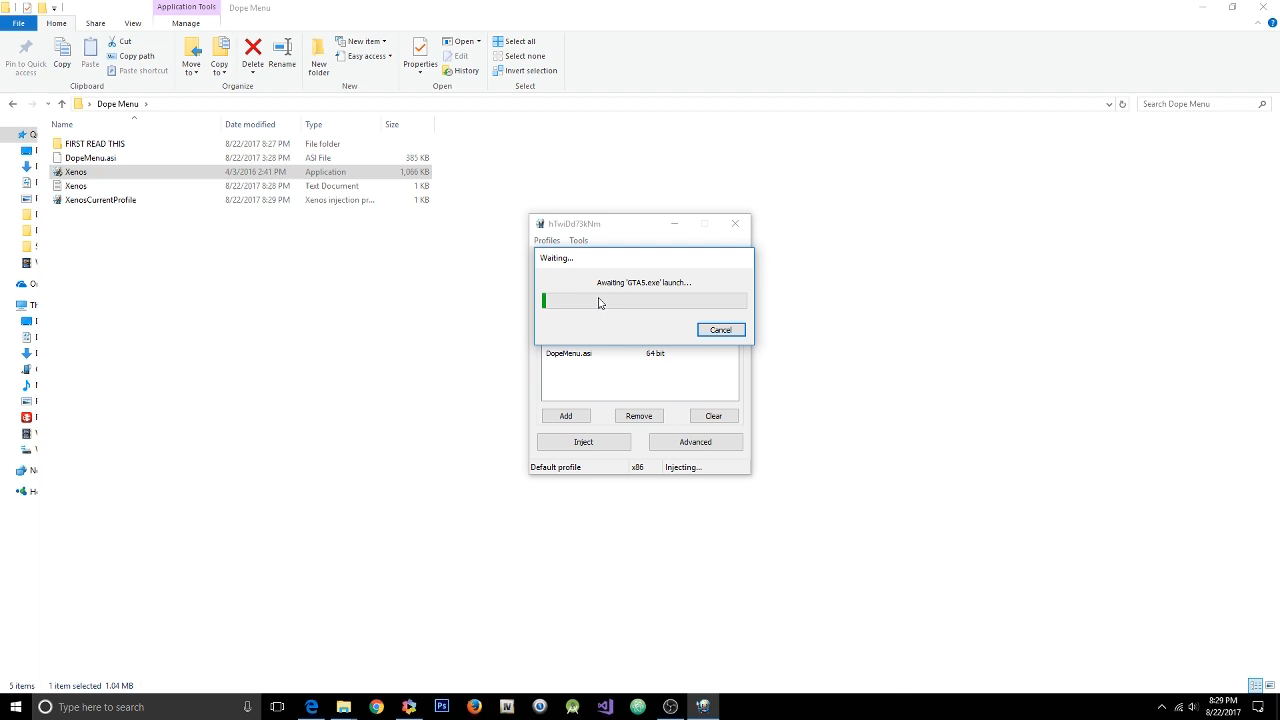 Application Tools
Dope Menu
File
Home
Share
View
Manage
Pin to Quick access
Copy
Paste
Cut
Copy path
Paste shortcut
Clipboard
Move to
Copy to
Delete
Rename
Organize
New folder
New item
Easy access
New
Properties
Open
Edit
History
Open
Select all
Select none
Invert selection
Select
Dope Menu
Search Dope Menu
Name
Date modified
Type
Size
FIRST READ THIS 8/22/2017 8:27 PM File folder
DopeMenu.asi 8/22/2017 3:28 PM ASI File 385 KB
Xenos 4/3/2016 2:41 PM Application 1,066 KB
Xenos 8/22/2017 8:28 PM Text Document 1 KB
XenosCurrentProfile 8/22/2017 8:29 PM Xenos injection pr... 1 KB
hTwiDd73kNm
Profiles Tools
Waiting...
Awaiting 'GTA5.exe' launch...
Cancel
DopeMenu.asi 64 bit
Add
Remove
Clear
Inject
Advanced
Default profile x86 Injecting...
5 items 1 item selected 1.04 MB
Type here to search
8:29 PM
8/22/2017